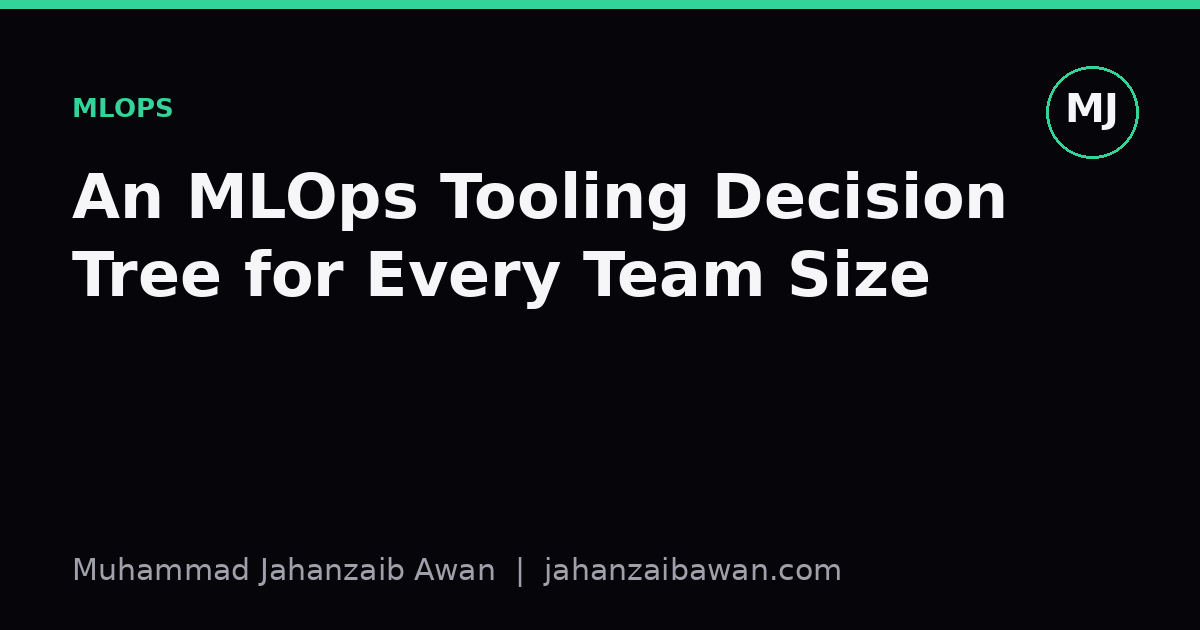 MLOPS
MJ
An MLOps Tooling Decision
Tree for Every Team Size
Muhammad Jahanzaib Awan | jahanzaibawan.com